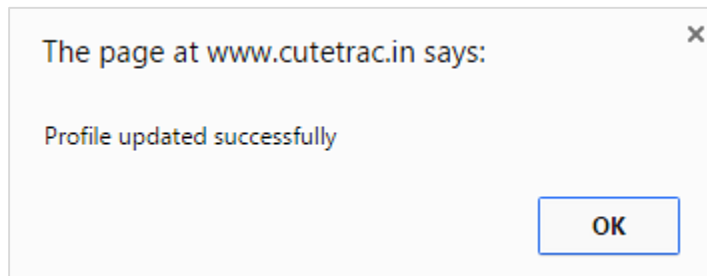 The page at www.cutetrac.in says:
Profile updated successfully
OK